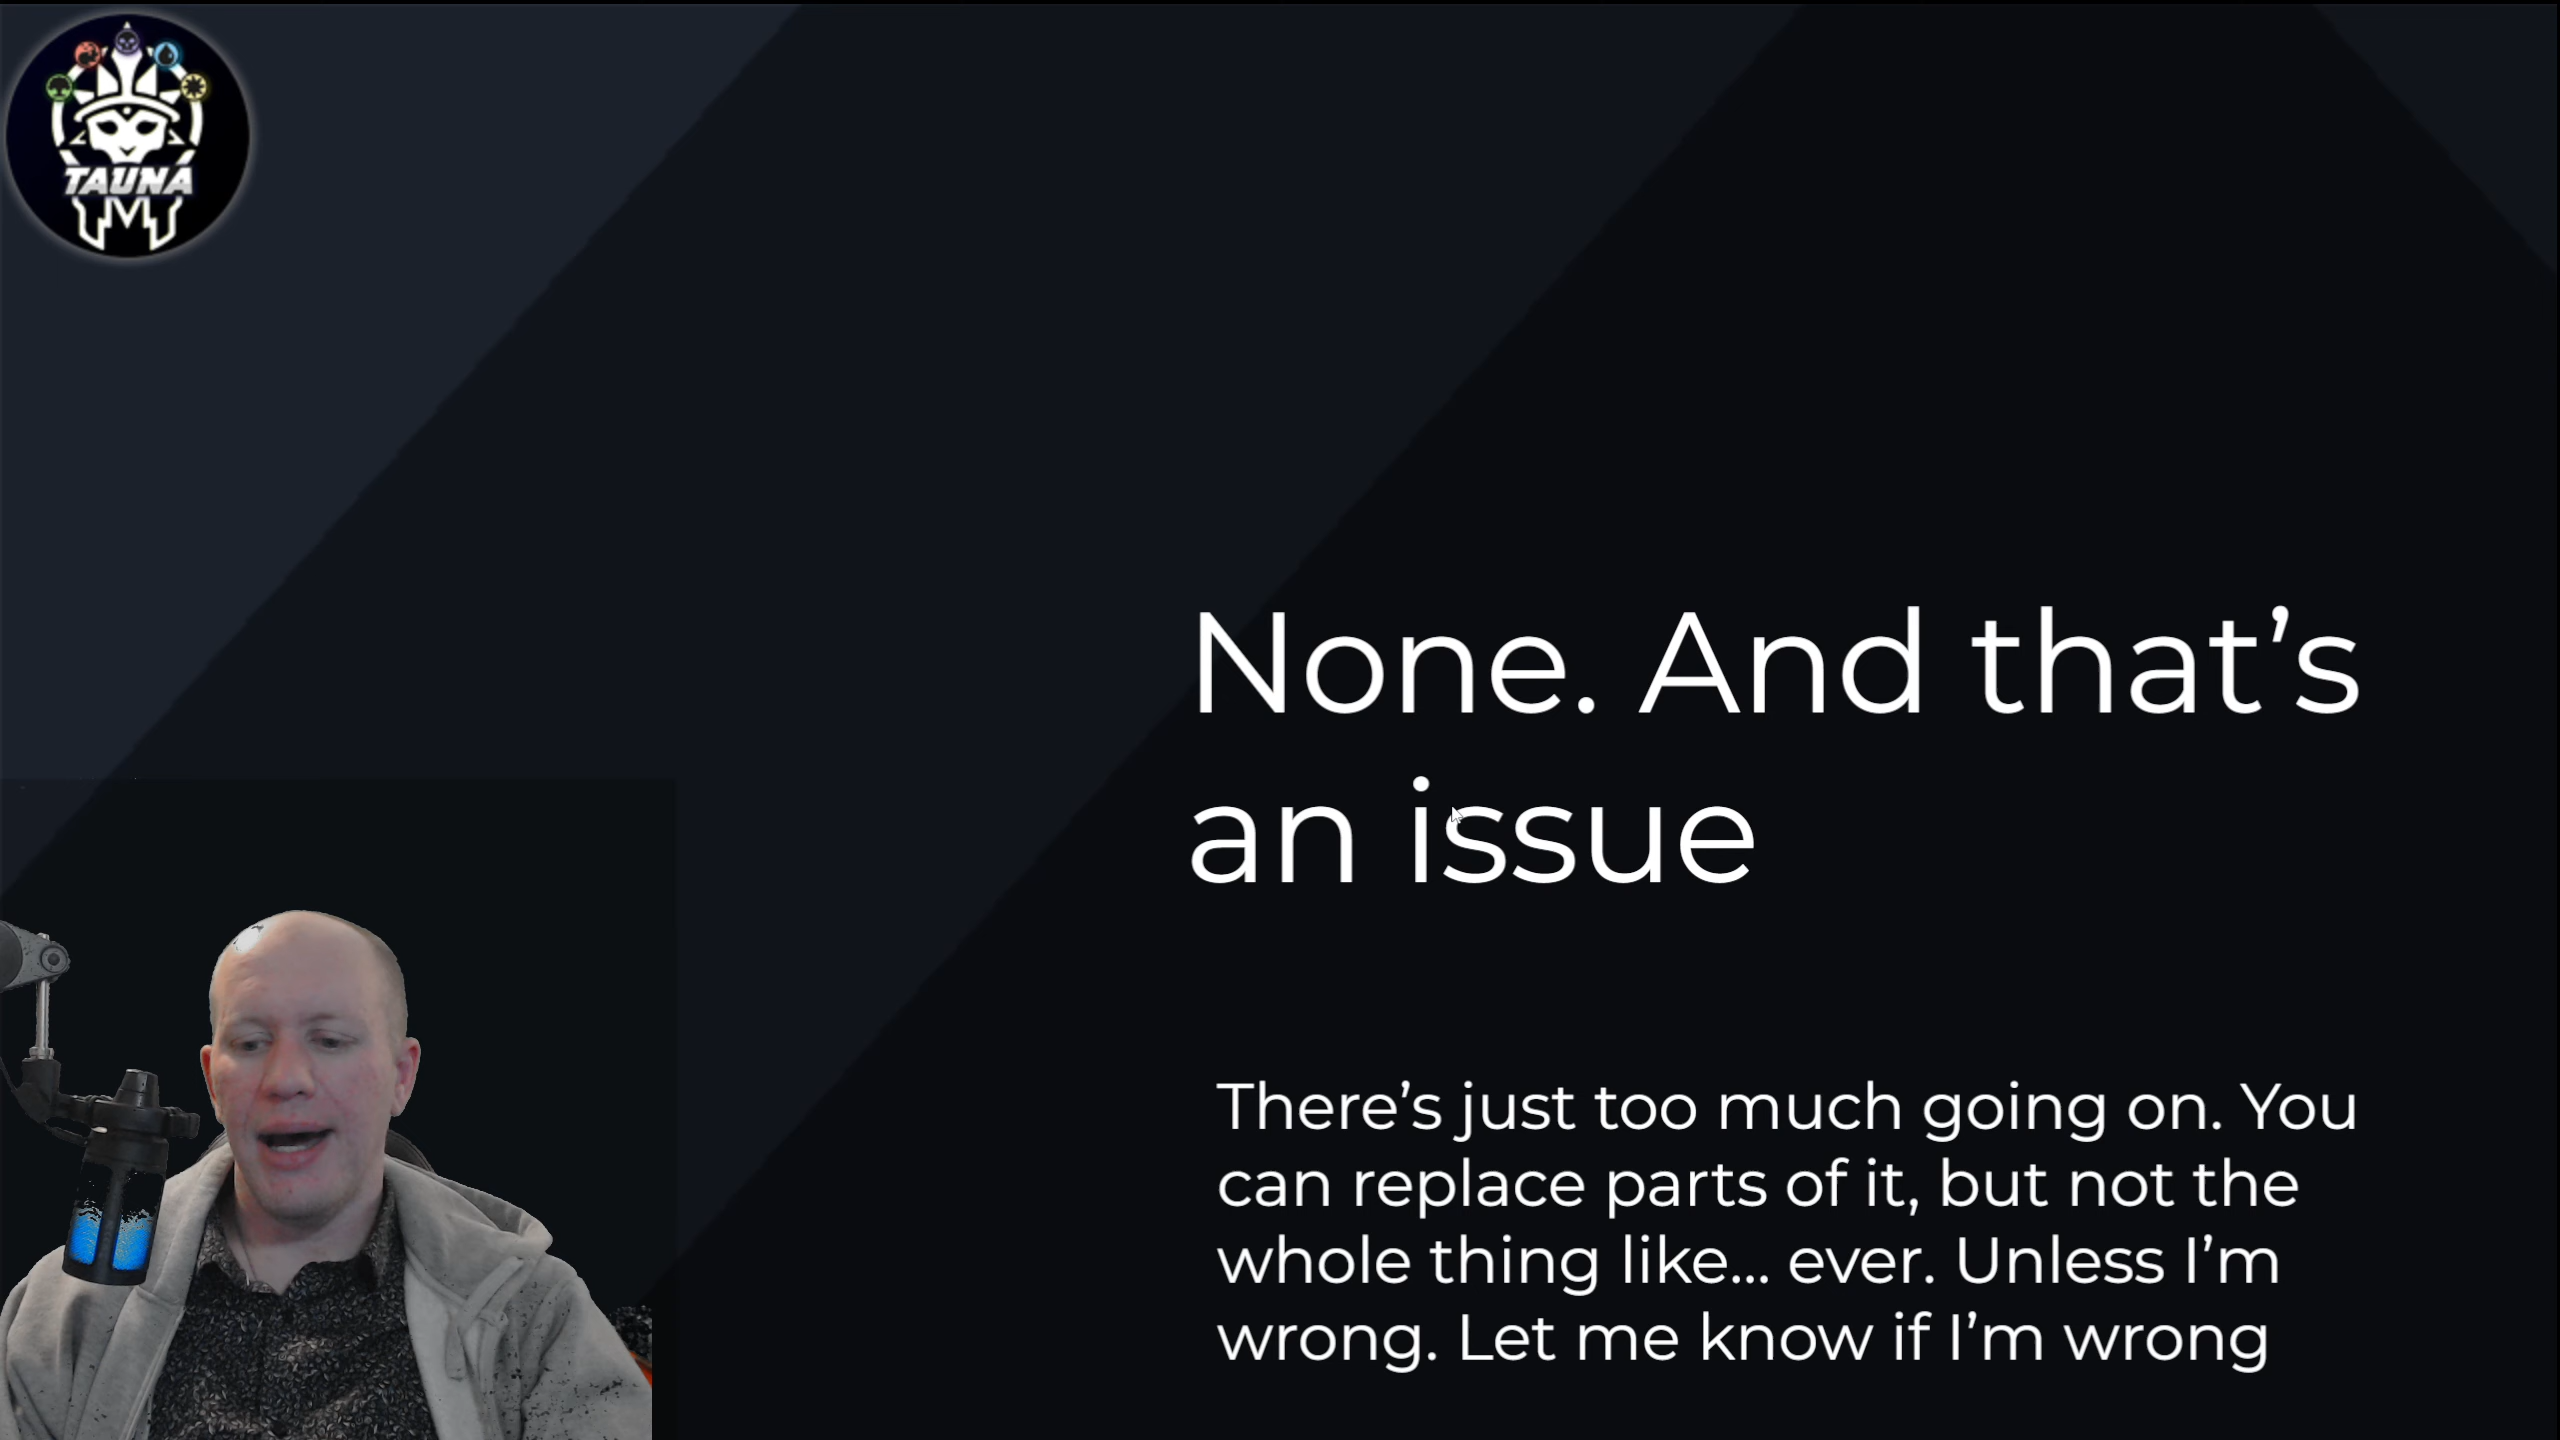 TAUNA
None. And that’s
an issue
There’s just too much going on. You
can replace parts of it, but not the
whole thing like... ever. Unless I’m
wrong. Let me know if I’m wrong